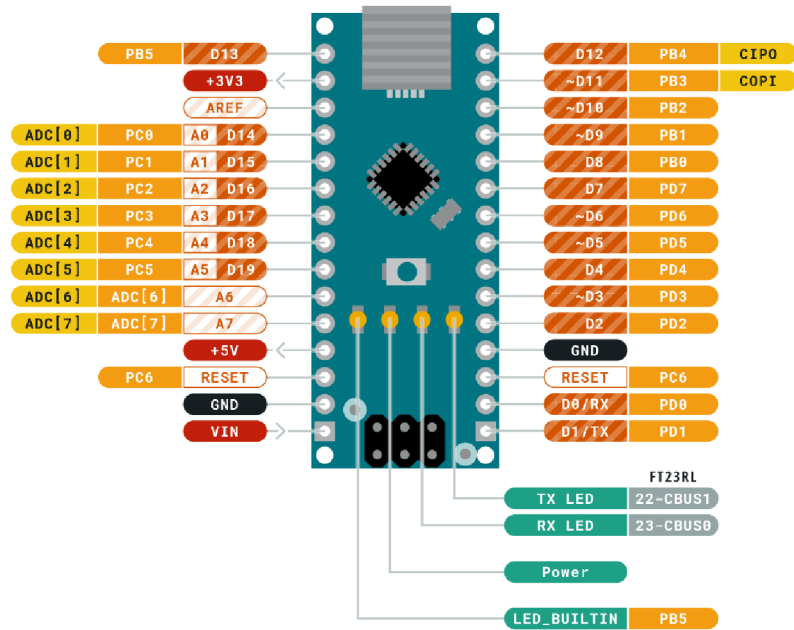 PB5 D13 D12 PB4 CIPO
+3V3 ~D11 PB3 COPI
AREF ~D10 PB2
ADC[0] PC0 A0 D14 ~D9 PB1
ADC[1] PC1 A1 D15 D8 PB0
ADC[2] PC2 A2 D16 D7 PD7
ADC[3] PC3 A3 D17 ~D6 PD6
ADC[4] PC4 A4 D18 ~D5 PD5
ADC[5] PC5 A5 D19 D4 PD4
ADC[6] ADC[6] A6 ~D3 PD3
ADC[7] ADC[7] A7 D2 PD2
+5V GND
PC6 RESET RESET PC6
GND D0/RX PD0
VIN D1/TX PD1
FT23RL
TX LED 22-CBUS1
RX LED 23-CBUS0
Power
LED_BUILTIN PB5